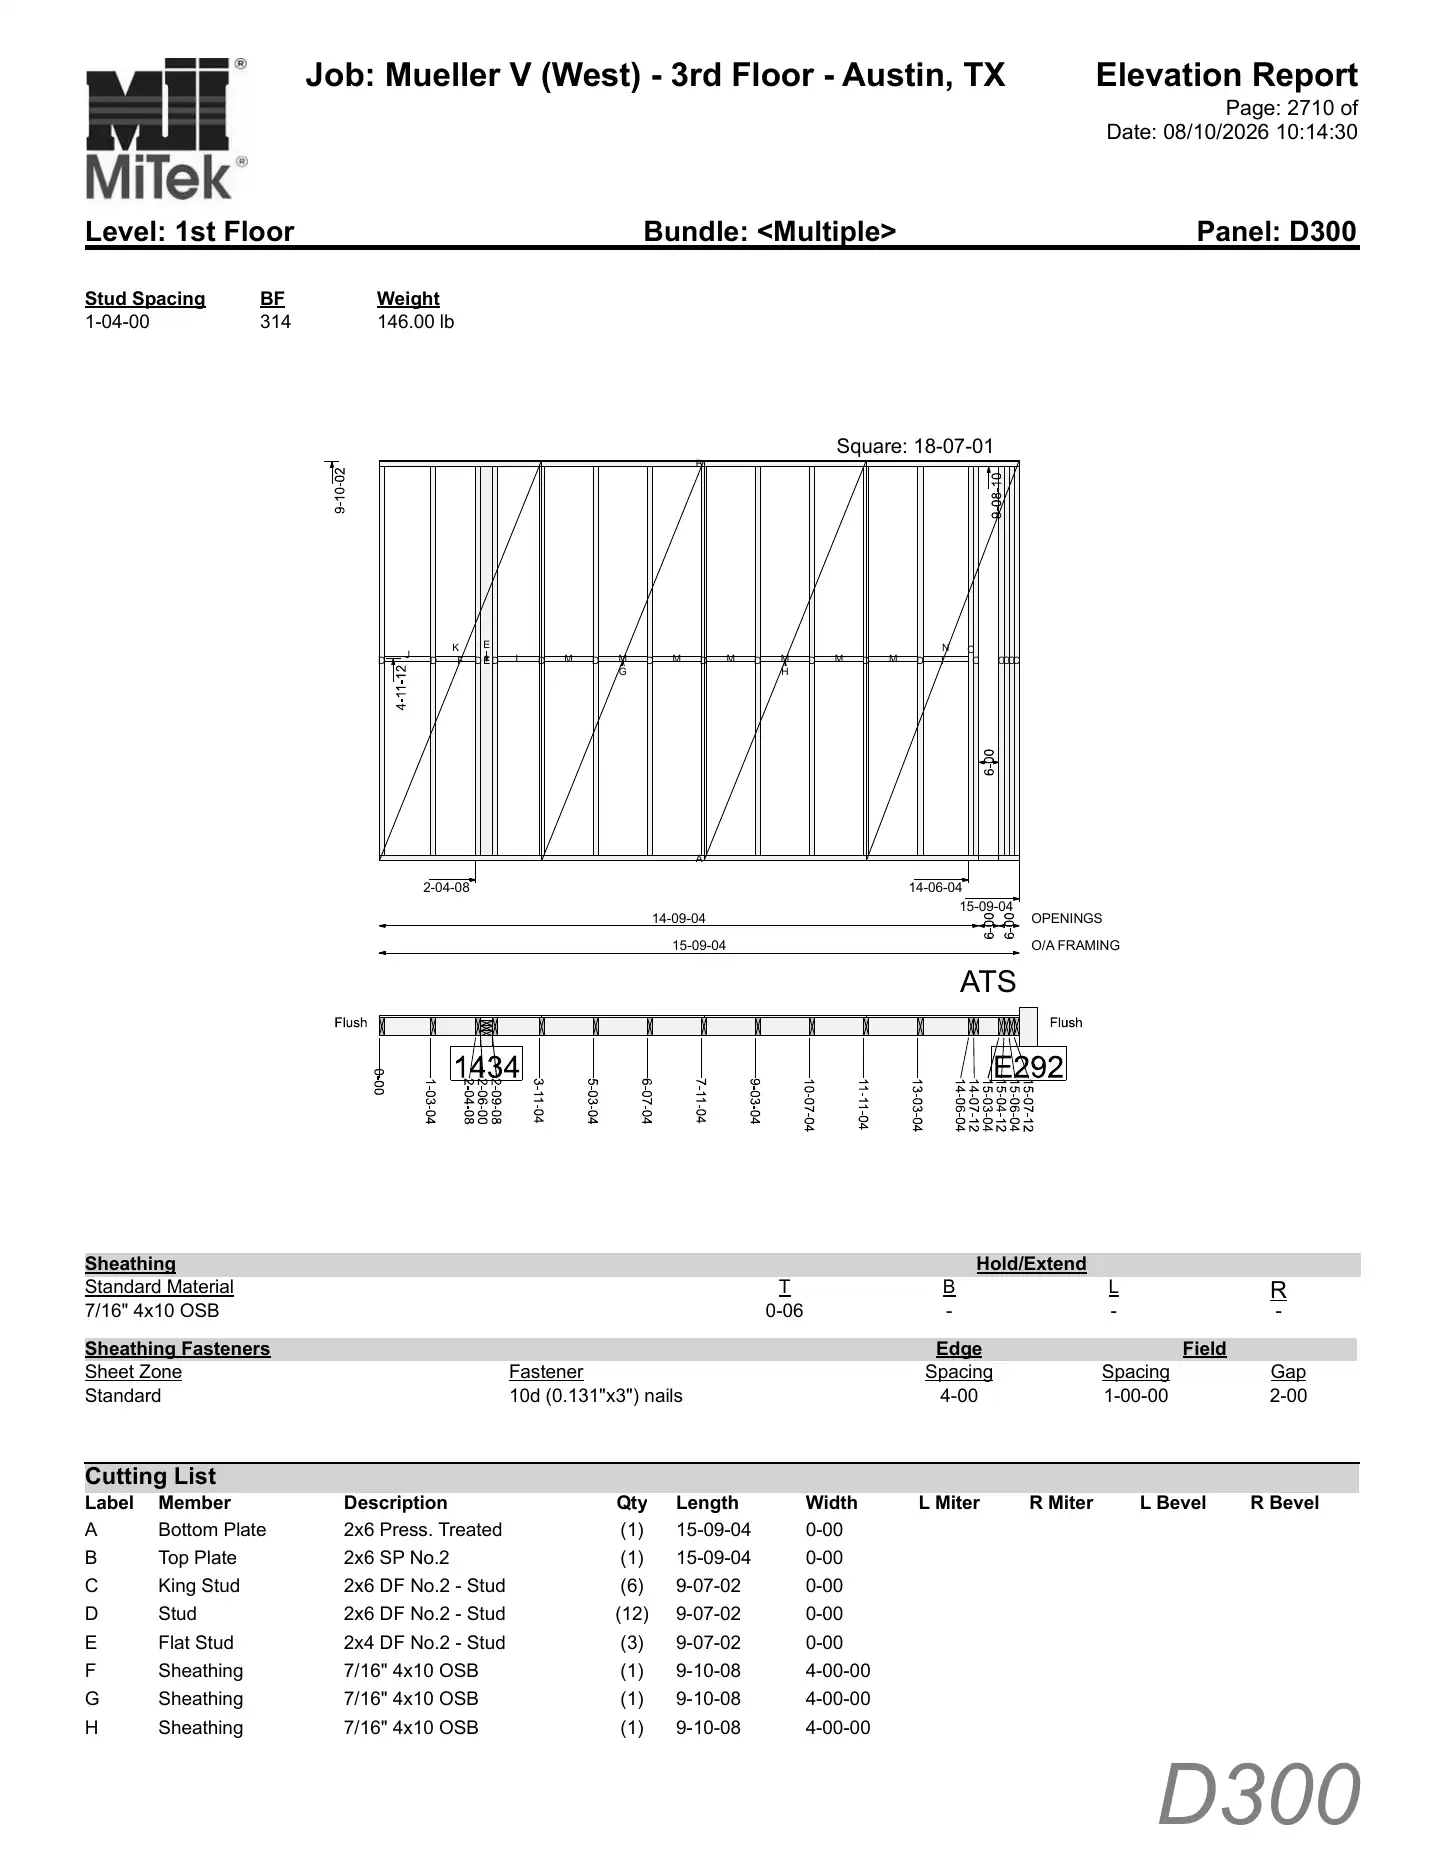 Job: Mueller V (West) - 3rd Floor - Austin, TX
Elevation Report
Page: 2710 of
Date: 08/10/2026 10:14:30
MiTek®
Level: 1st Floor
Bundle: <Multiple>
Panel: D300
Stud Spacing BF Weight
1-04-00 314 146.00 lb
Square: 18-07-01
9-10-02
9-08-10
J K E N
I M M M M M M M
G H
4-11-12
6-00
A
2-04-08 14-06-04
15-09-04
14-09-04 6-00 6-00 OPENINGS
15-09-04 O/A FRAMING
ATS
Flush Flush
1434 E292
0-00 1-03-04 2-04-08 2-06-00 2-09-08 3-11-04 5-03-04 6-07-04 7-11-04 9-03-04 10-07-04 11-11-04 13-03-04 14-06-04 14-07-12 15-03-04 15-04-12 15-06-04 15-07-12
Sheathing Hold/Extend
Standard Material T B L R
7/16" 4x10 OSB 0-06 - - -
Sheathing Fasteners Edge Field
Sheet Zone Fastener Spacing Spacing Gap
Standard 10d (0.131"x3") nails 4-00 1-00-00 2-00
Cutting List
Label Member Description Qty Length Width L Miter R Miter L Bevel R Bevel
A Bottom Plate 2x6 Press. Treated (1) 15-09-04 0-00
B Top Plate 2x6 SP No.2 (1) 15-09-04 0-00
C King Stud 2x6 DF No.2 - Stud (6) 9-07-02 0-00
D Stud 2x6 DF No.2 - Stud (12) 9-07-02 0-00
E Flat Stud 2x4 DF No.2 - Stud (3) 9-07-02 0-00
F Sheathing 7/16" 4x10 OSB (1) 9-10-08 4-00-00
G Sheathing 7/16" 4x10 OSB (1) 9-10-08 4-00-00
H Sheathing 7/16" 4x10 OSB (1) 9-10-08 4-00-00
D300